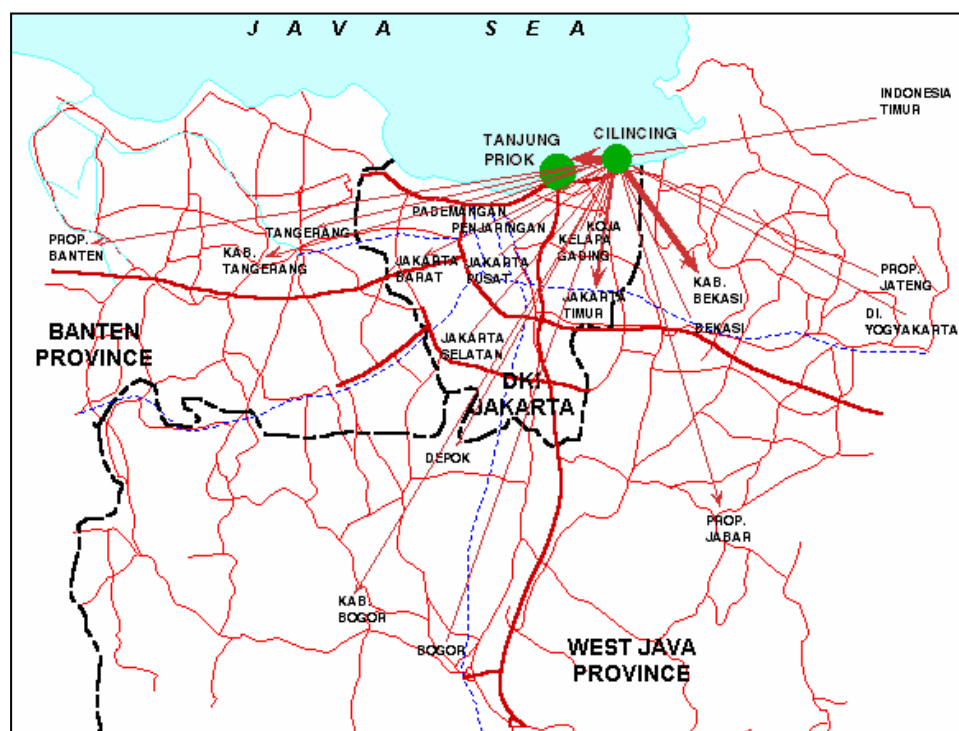 JAVA SEA
INDONESIA
TIMUR
TANJUNG
PRIOK
CILINCING
PADEMANGAN
PENJARINGAN
KOJA
KELAPA
GADING
TANGERANG
PROP.
BANTEN
KAB.
TANGERANG
JAKARTA
BARAT
JAKARTA
PUSAT
KAB.
BEKASI
PROP.
JATENG
JAKARTA
TIMUR
DI.
YOGYAKARTA
BEKASI
BANTEN
PROVINCE
JAKARTA
SELATAN
DKI
JAKARTA
DEPOK
PROP.
JABAR
KAB.
BOGOR
BOGOR
WEST JAVA
PROVINCE